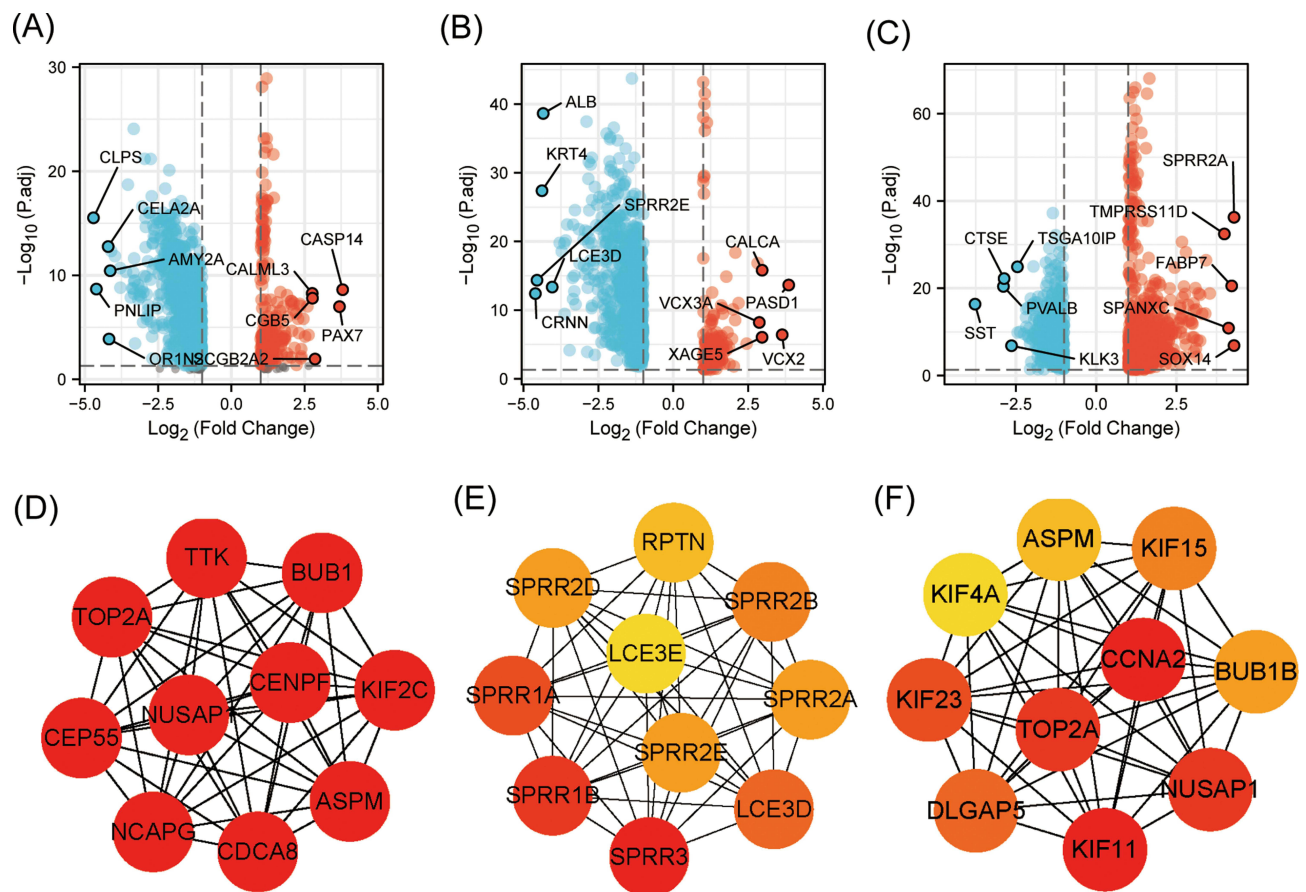 (A)
30
20
10
0
−Log10 (P.adj)
CLPS
CELA2A
AMY2A
PNLIP
CASP14
CALML3
CGB5
PAX7
SCGB2A2
−5.0
−2.5
0.0
2.5
5.0
Log2 (Fold Change)
(B)
40
30
20
10
0
−Log10 (P.adj)
ALB
KRT4
SPRR2E
LCE3D
CRNN
CALCA
VCX3A
PASD1
XAGE5
VCX2
−5.0
−2.5
0.0
2.5
5.0
Log2 (Fold Change)
(C)
60
40
20
0
−Log10 (P.adj)
SPRR2A
TMPRSS11D
CTSE
TSGA10IP
FABP7
PVALB
SPANXC
SST
KLK3
SOX14
−2.5
0.0
2.5
Log2 (Fold Change)
(D)
TTK
BUB1
TOP2A
CENPF
KIF2C
NUSAP
CEP55
ASPM
NCAPG
CDCA8
(E)
RPTN
SPRR2D
SPRR2B
LCE3E
SPRR1A
SPRR2A
SPRR2E
SPRR1B
LCE3D
SPRR3
(F)
ASPM
KIF15
KIF4A
CCNA2
BUB1B
KIF23
TOP2A
NUSAP1
DLGAP5
KIF11